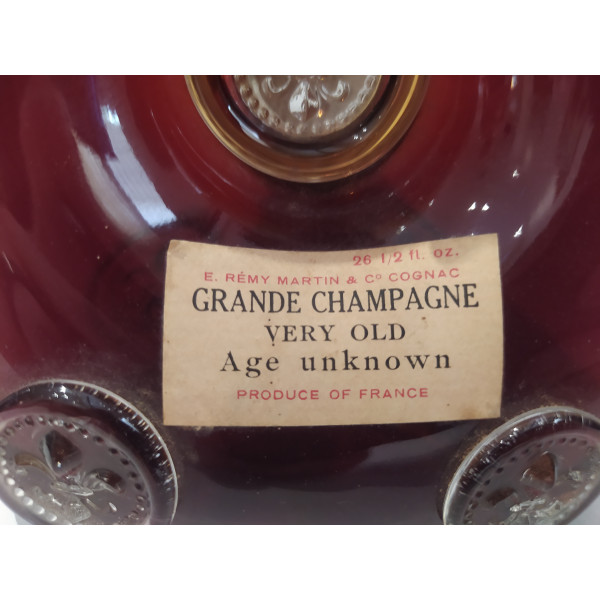 26 1/2 fl. oz.
E. RÉMY MARTIN & Cº COGNAC
GRANDE CHAMPAGNE
VERY OLD
Age unknown
PRODUCE OF FRANCE